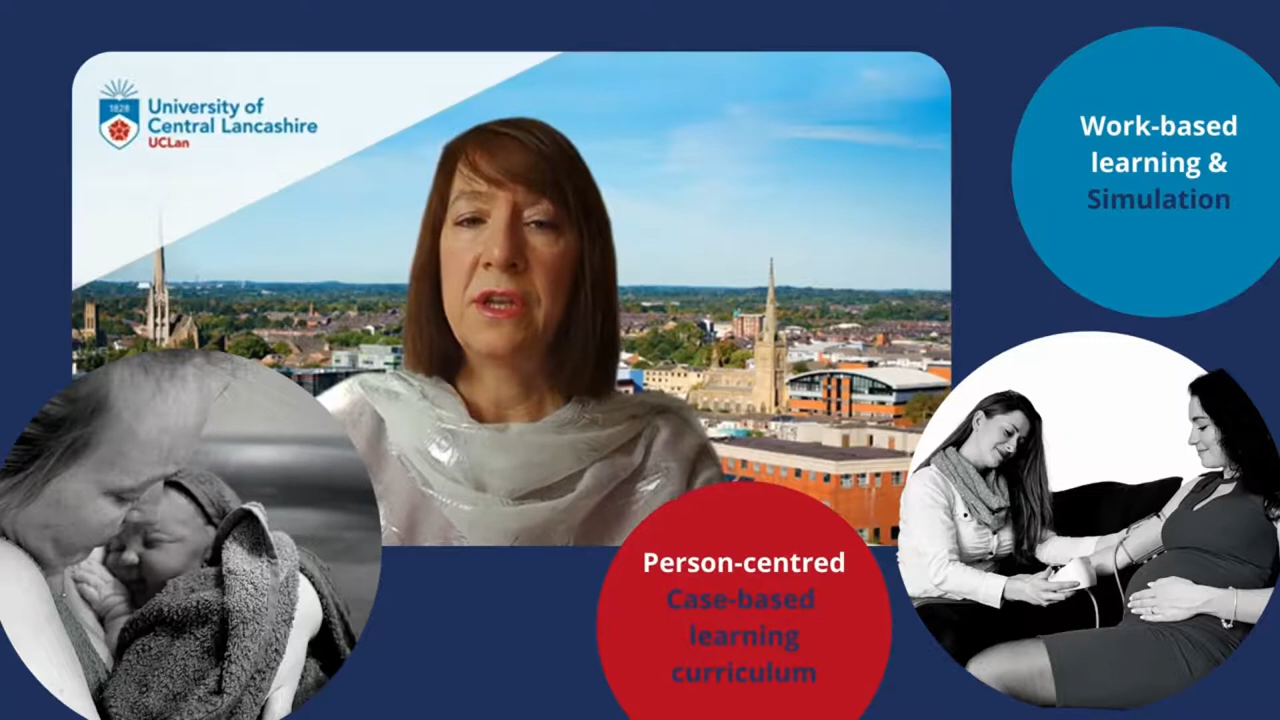 1828
University of
Central Lancashire
UCLan
Work-based
learning &
Simulation
Person-centred
Case-based
learning
curriculum